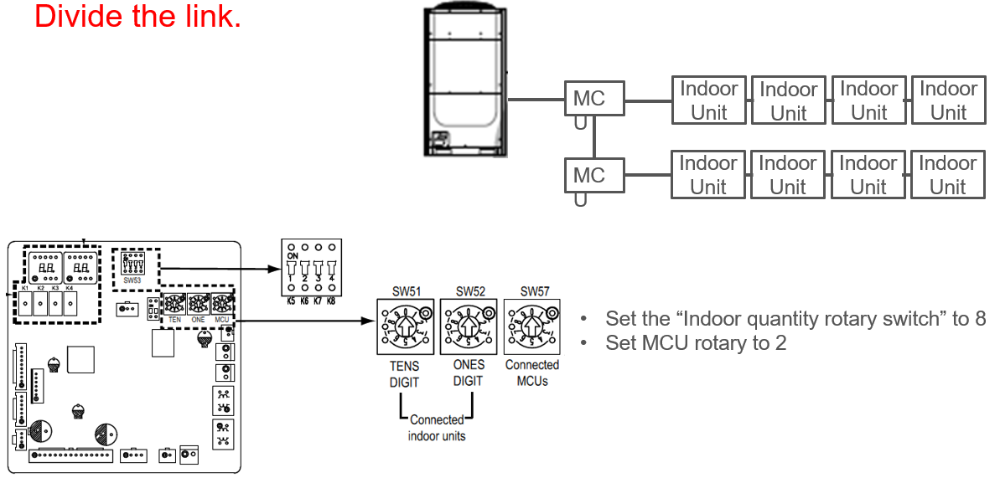 Divide the link.
MC
U
Indoor
Unit
Indoor
Unit
Indoor
Unit
Indoor
Unit
MC
U
Indoor
Unit
Indoor
Unit
Indoor
Unit
Indoor
Unit
K1 K2 K3 K4
SW53
TEN ONE MCU
ON
1 2 3 4
K5 K6 K7 K8
SW51 SW52 SW57
TENS
DIGIT
ONES
DIGIT
Connected
MCUs
Connected
indoor units
• Set the “Indoor quantity rotary switch” to 8
• Set MCU rotary to 2